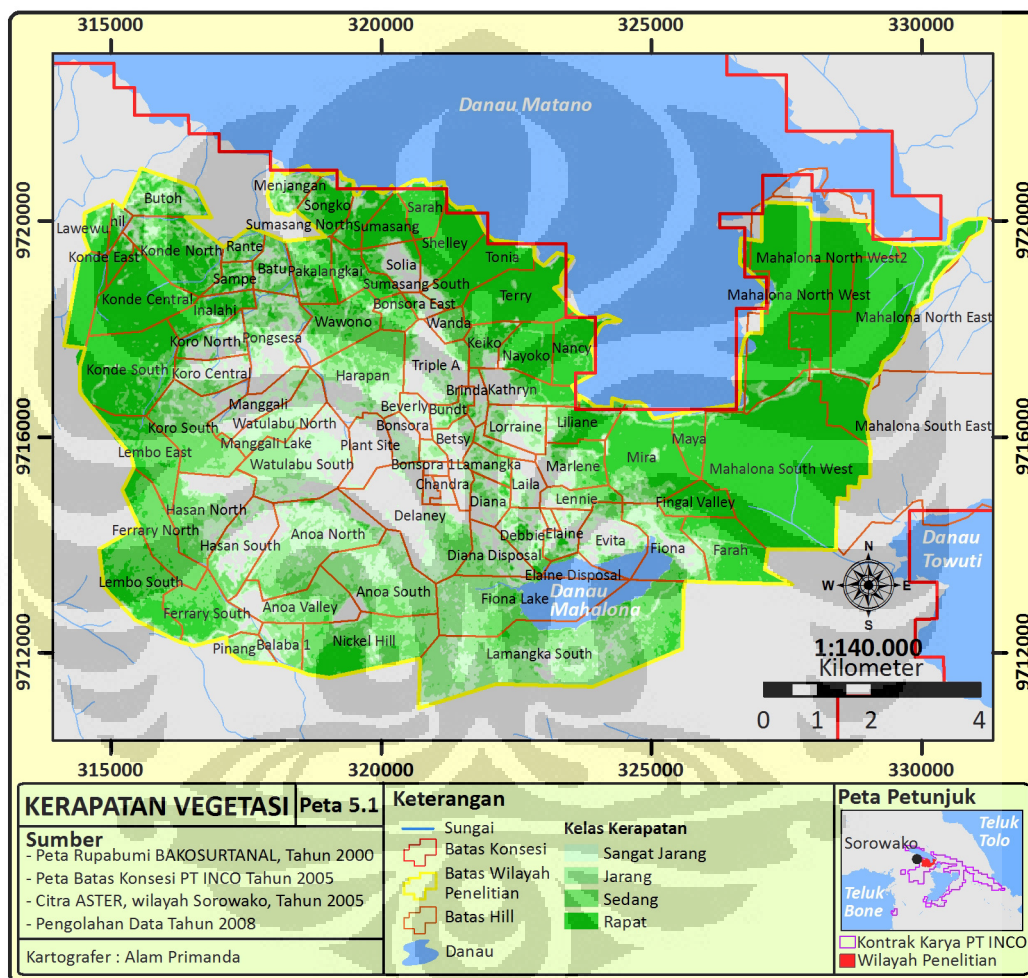 315000 320000 325000 330000
9720000
9716000
9712000
9720000
9716000
9712000
Danau Matano
Butoh
Menjangan
Songko
Sarah
Lawewu
nil
Sumasang North
Sumasang
Konde East
Konde North
Rante
Shelley
Batu
Pakalangkai
Solia
Tonia
Sampe
Sumasang South
Konde Central
Bonsora East
Terry
Inalahi
Wawono
Wanda
Koro North
Pongsesa
Keiko
Nayoko
Nancy
Konde South
Koro Central
Harapan
Triple A
Brinda
Kathryn
Manggali
Beverly
Bundt
Koro South
Watulabu North
Bonsora
Lorraine
Liliane
Lembo East
Manggali Lake
Plant Site
Betsy
Maya
Watulabu South
Bonsora 1
Lamangka
Marlene
Mira
Mahalona South West
Chandra
Laila
Hasan North
Delaney
Diana
Lennie
Fingal Valley
Ferrary North
Anoa North
Debbie
Elaine
Evita
Hasan South
Diana Disposal
Fiona
Farah
Lembo South
Anoa South
Elaine Disposal
Ferrary South
Anoa Valley
Fiona Lake
Danau
Mahalona
Pinang
Balaba 1
Nickel Hill
Lamangka South
Mahalona North West2
Mahalona North West
Mahalona North East
Mahalona South East
Danau
Towuti
N
W E
S
1:140.000
Kilometer
0 1 2 4
315000 320000 325000 330000
KERAPATAN VEGETASI Peta 5.1
Sumber
- Peta Rupabumi BAKOSURTANAL, Tahun 2000
- Peta Batas Konsesi PT INCO Tahun 2005
- Citra ASTER, wilayah Sorowako, Tahun 2005
- Pengolahan Data Tahun 2008
Kartografer : Alam Primanda
Keterangan
Sungai
Batas Konsesi
Batas Wilayah
Penelitian
Batas Hill
Danau
Kelas Kerapatan
Sangat Jarang
Jarang
Sedang
Rapat
Peta Petunjuk
Teluk
Tolo
Sorowako
Teluk
Bone
Kontrak Karya PT INCO
Wilayah Penelitian